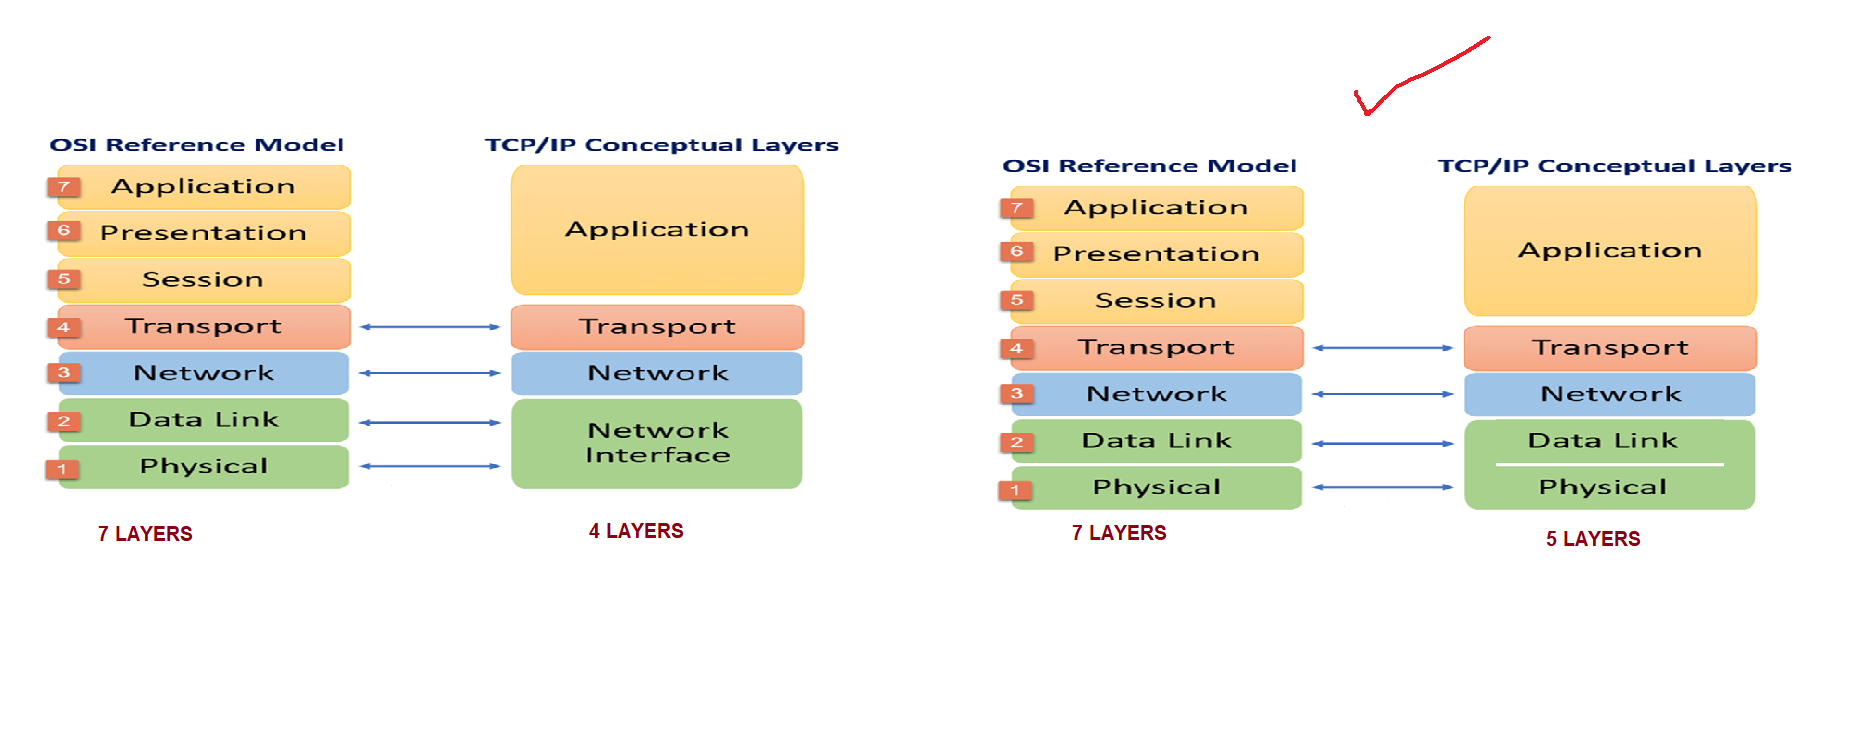 OSI Reference Model
7 Application
6 Presentation
5 Session
4 Transport
3 Network
2 Data Link
1 Physical
7 LAYERS
TCP/IP Conceptual Layers
Application
Transport
Network
Network
Interface
4 LAYERS
OSI Reference Model
7 Application
6 Presentation
5 Session
4 Transport
3 Network
2 Data Link
1 Physical
7 LAYERS
TCP/IP Conceptual Layers
Application
Transport
Network
Data Link
Physical
5 LAYERS